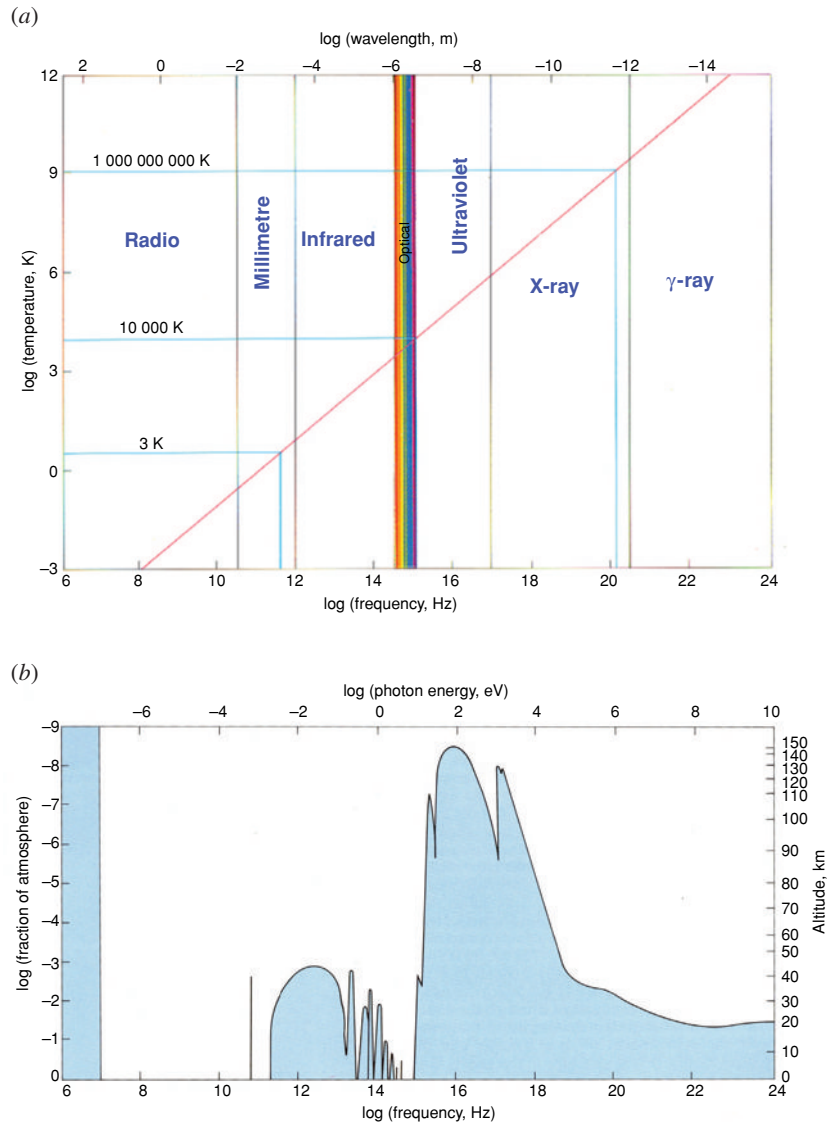 (a)
log (wavelength, m)
2 0 −2 −4 −6 −8 −10 −12 −14
12
9
6
3
0
−3
log (temperature, K)
1 000 000 000 K
10 000 K
3 K
Radio
Millimetre
Infrared
Optical
Ultraviolet
X-ray
γ-ray
6 8 10 12 14 16 18 20 22 24
log (frequency, Hz)
(b)
log (photon energy, eV)
−6 −4 −2 0 2 4 6 8 10
−9
−8
−7
−6
−5
−4
−3
−2
−1
0
log (fraction of atmosphere)
150
140
130
120
110
100
90
80
70
60
50
40
30
20
10
0
Altitude, km
6 8 10 12 14 16 18 20 22 24
log (frequency, Hz)